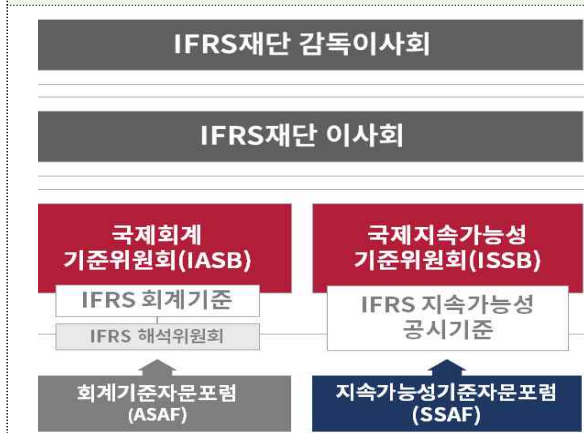 IFRS재단 감독이사회
IFRS재단 이사회
국제회계
기준위원회(IASB)
국제지속가능성
기준위원회(ISSB)
IFRS 회계기준
IFRS 해석위원회
IFRS 지속가능성
공시기준
회계기준자문포럼
(ASAF)
지속가능성기준자문포럼
(SSAF)